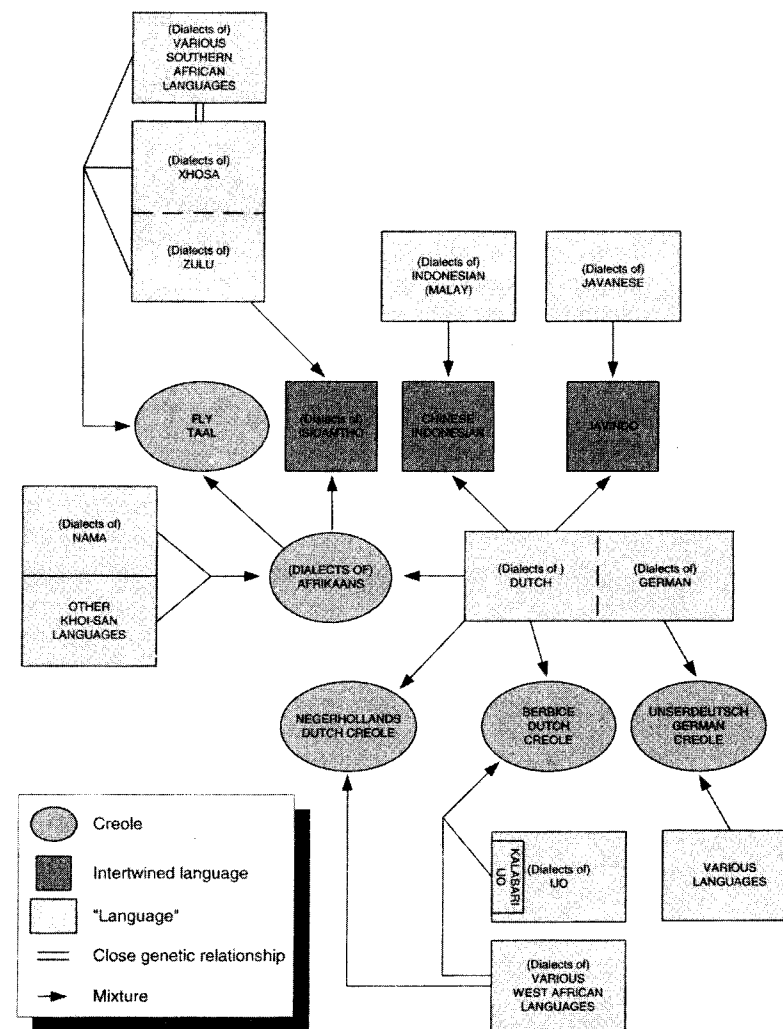 (Dialects of)
VARIOUS
SOUTHERN
AFRICAN
LANGUAGES
(Dialects of)
XHOSA
(Dialects of)
ZULU
(Dialects of)
INDONESIAN
(MALAY)
(Dialects of)
JAVANESE
FLY
TAAL
(Dialects of)
ISICAMTHO
CHINESE
INDONESIAN
JAVINDO
(Dialects of)
NAMA
OTHER
KHOI-SAN
LANGUAGES
(DIALECTS OF)
AFRIKAANS
(Dialects of )
DUTCH
(Dialects of)
GERMAN
NEGERHOLLANDS
DUTCH CREOLE
BERBICE
DUTCH
CREOLE
UNSERDEUTSCH
GERMAN
CREOLE
KALABARI
IJO
(Dialects of)
IJO
VARIOUS
LANGUAGES
(Dialects of)
VARIOUS
WEST AFRICAN
LANGUAGES
Creole
Intertwined language
"Language"
Close genetic relationship
Mixture